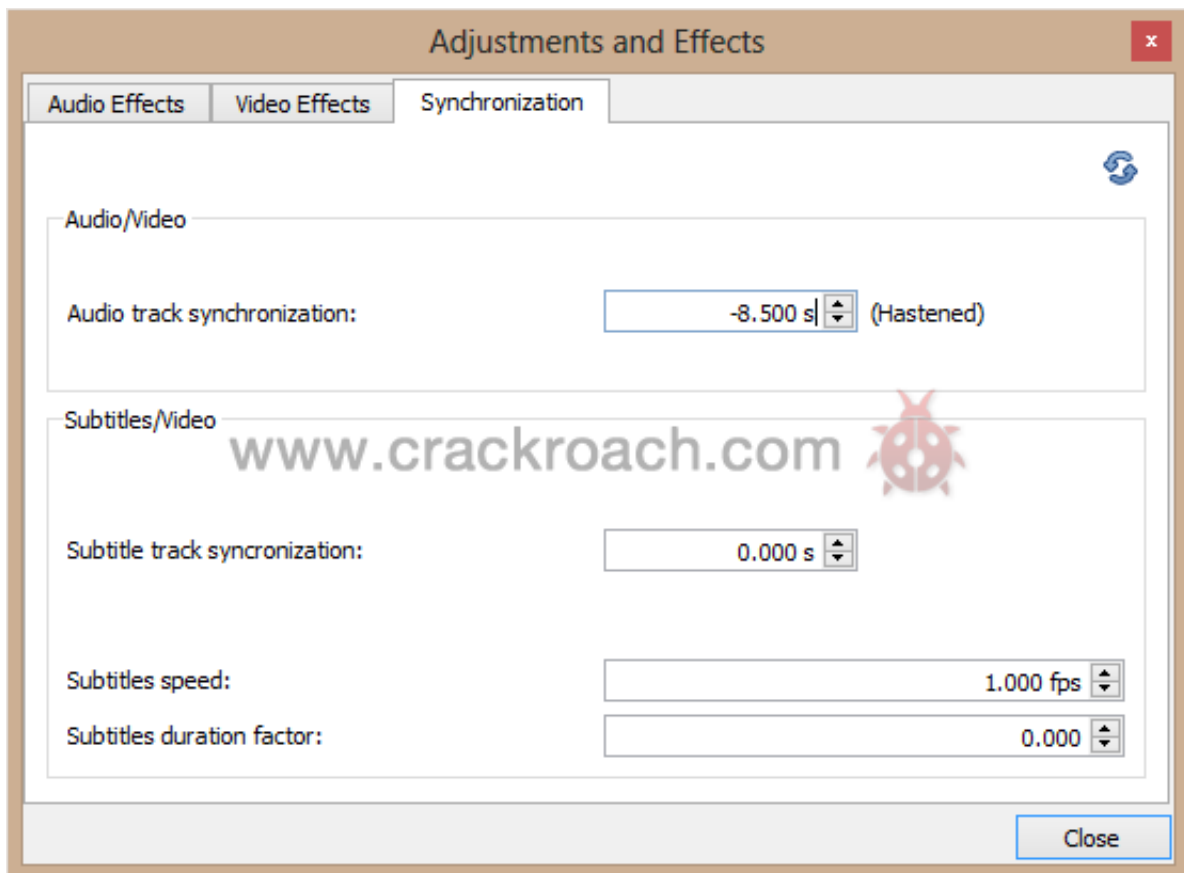 Adjustments and Effects
x
Audio Effects Video Effects Synchronization
Audio/Video
Audio track synchronization: -8.500 s (Hastened)
Subtitles/Video
www.crackroach.com
Subtitle track syncronization: 0.000 s
Subtitles speed: 1.000 fps
Subtitles duration factor: 0.000
Close